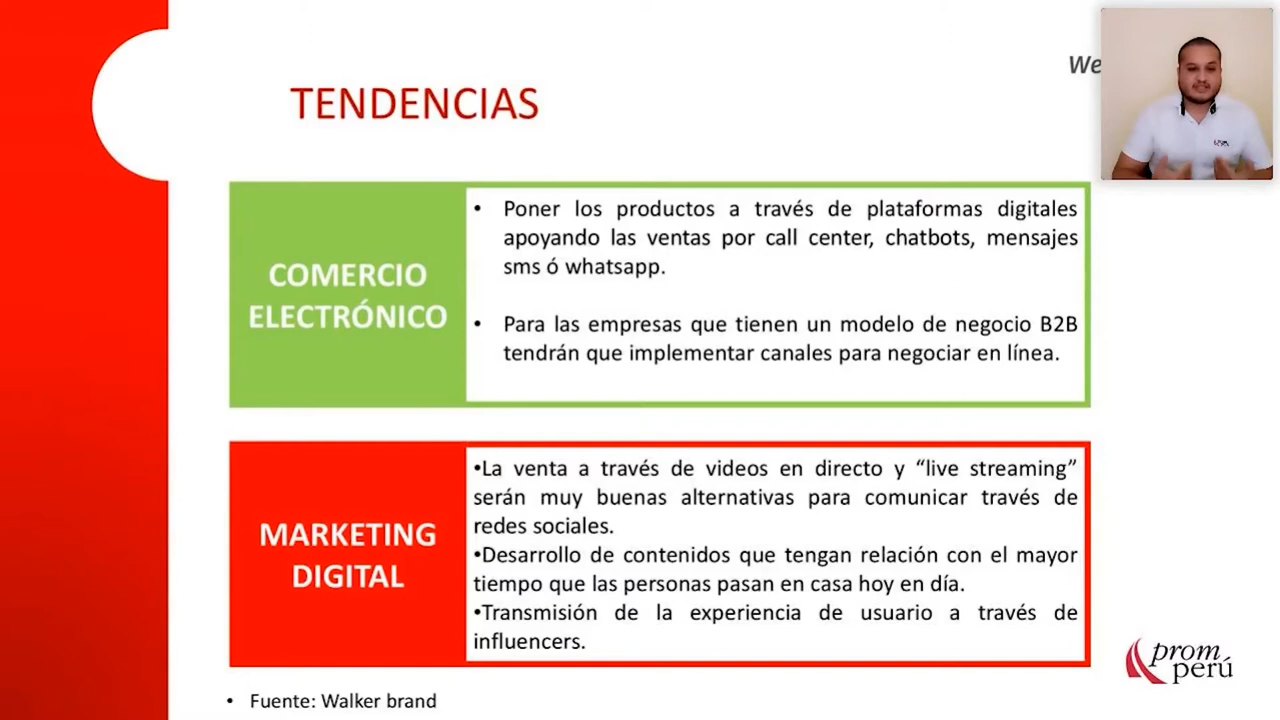 We
TENDENCIAS
COMERCIO
ELECTRÓNICO
• Poner los productos a través de plataformas digitales
apoyando las ventas por call center, chatbots, mensajes
sms ó whatsapp.
• Para las empresas que tienen un modelo de negocio B2B
tendrán que implementar canales para negociar en línea.
MARKETING
DIGITAL
•La venta a través de videos en directo y “live streaming”
serán muy buenas alternativas para comunicar través de
redes sociales.
•Desarrollo de contenidos que tengan relación con el mayor
tiempo que las personas pasan en casa hoy en día.
•Transmisión de la experiencia de usuario a través de
influencers.
• Fuente: Walker brand
prom
perú